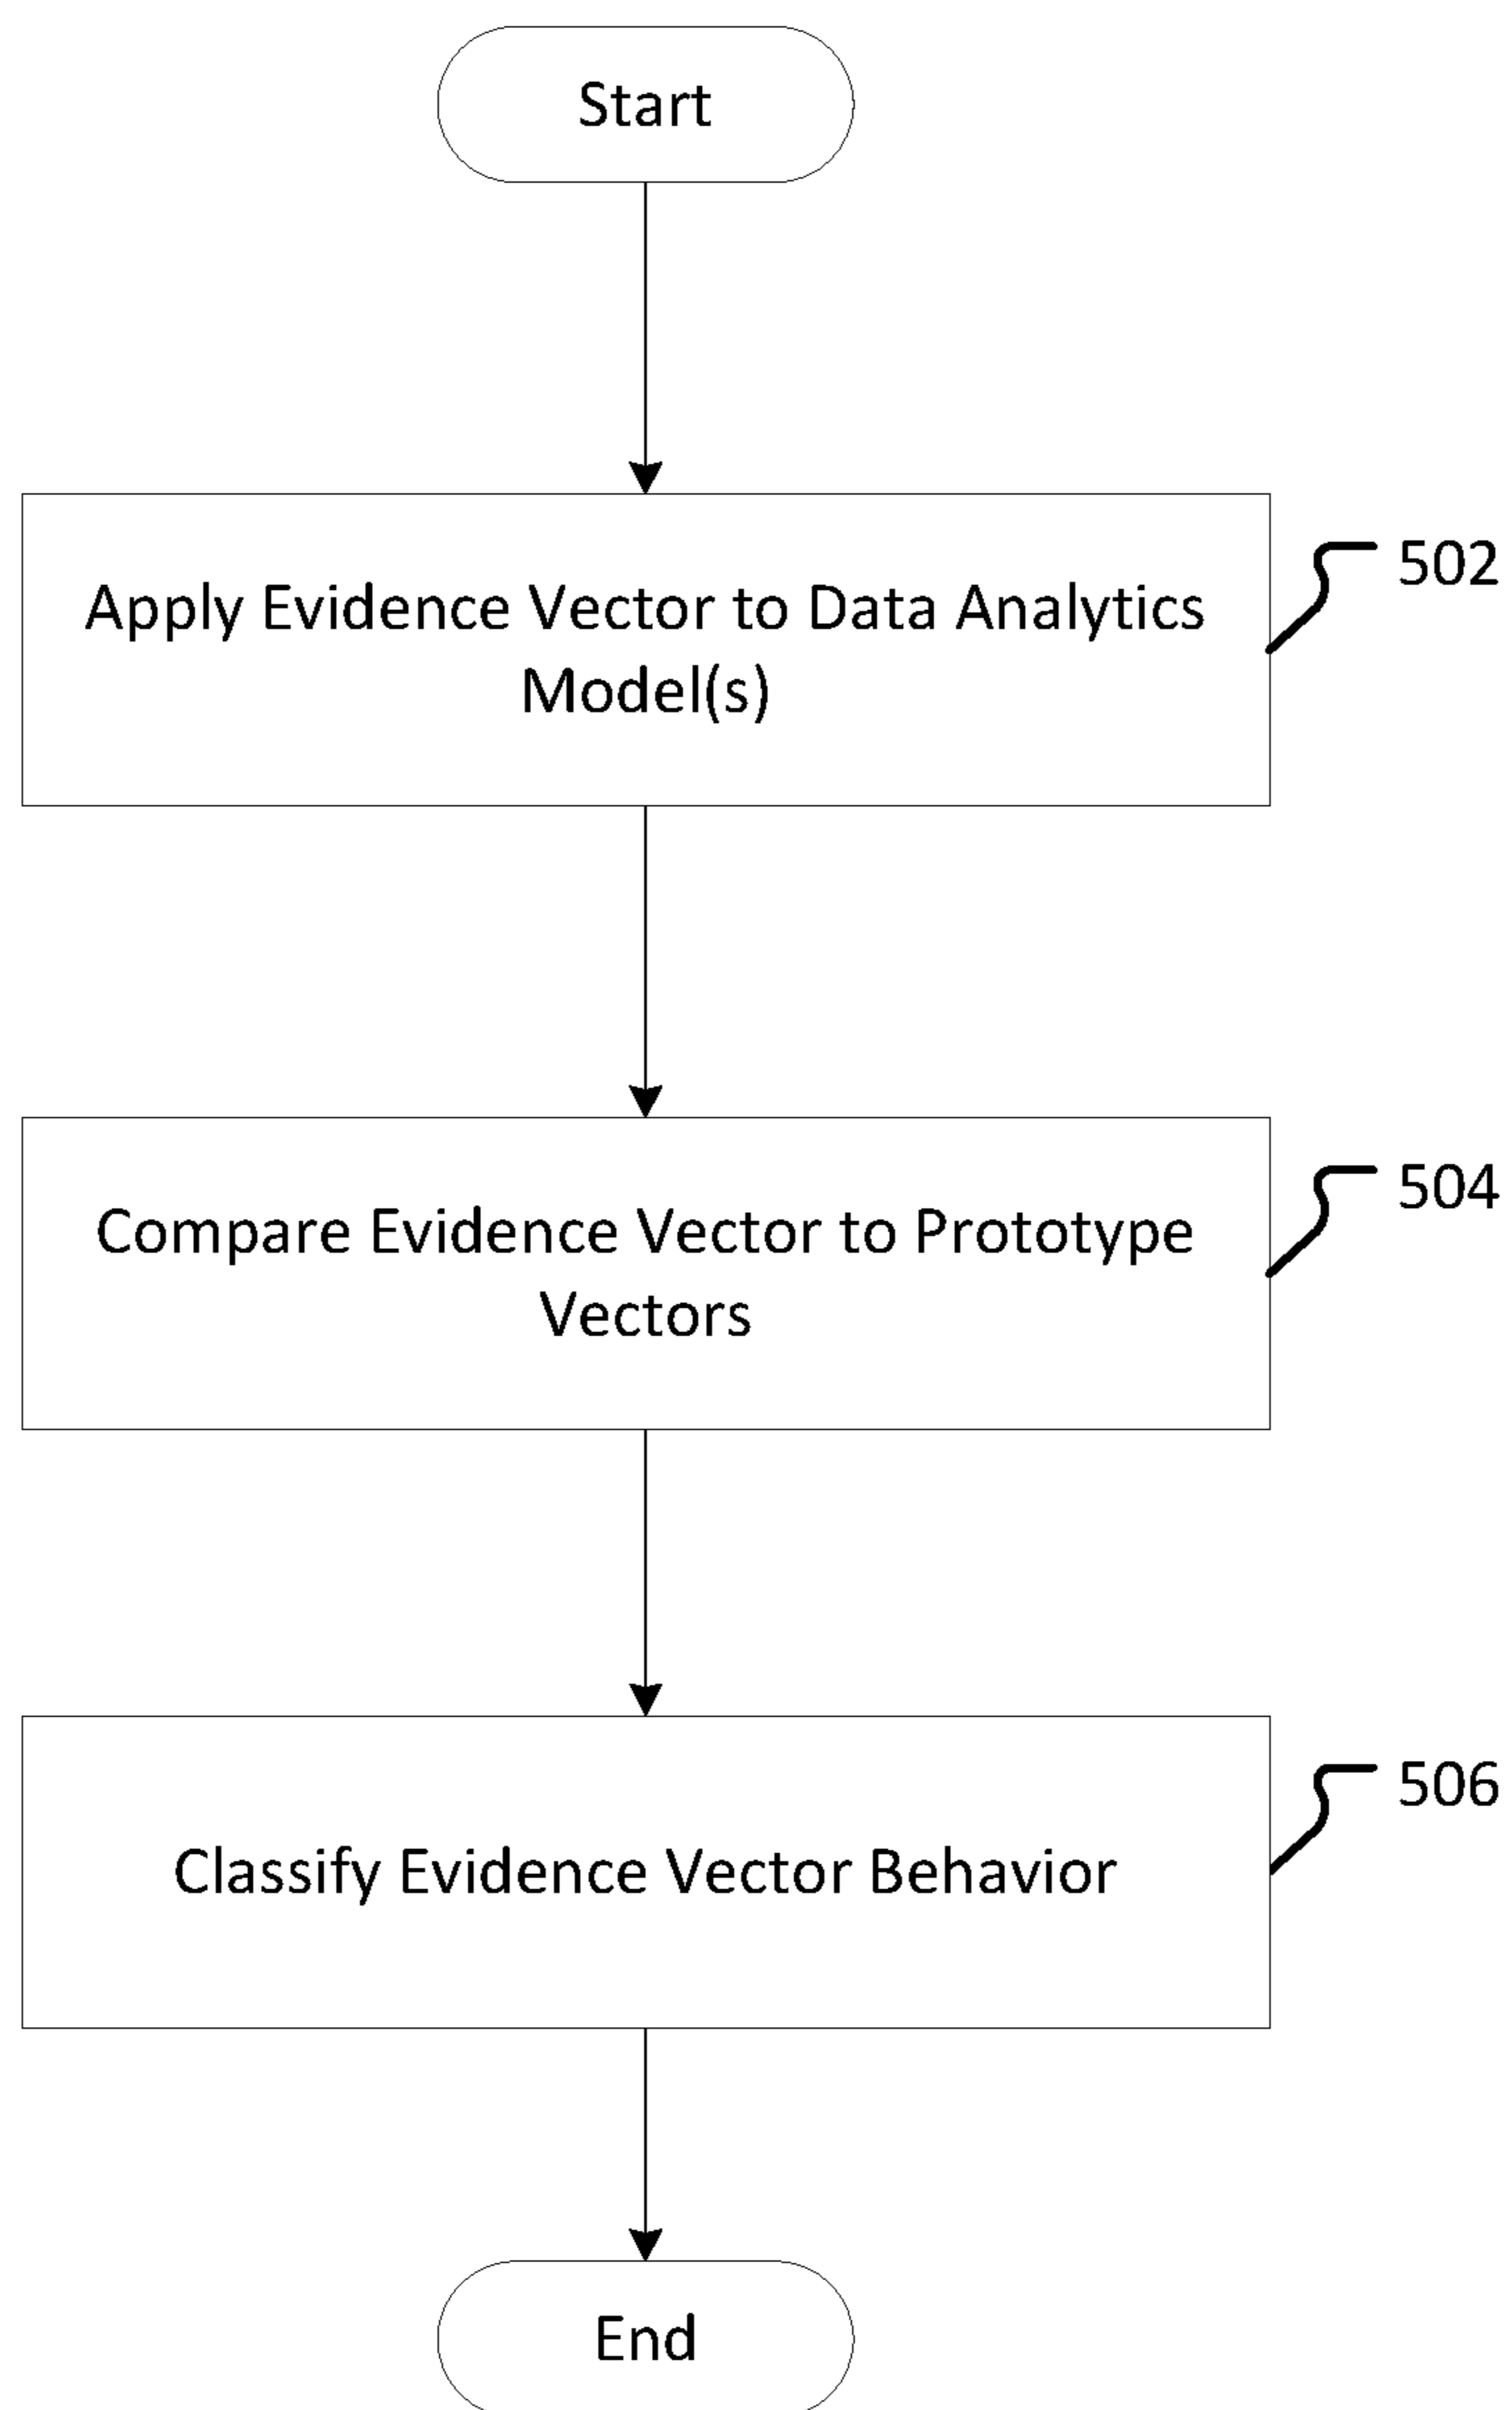 Start
Apply Evidence Vector to Data Analytics
Model(s)
502
Compare Evidence Vector to Prototype
Vectors
504
Classify Evidence Vector Behavior
506
End